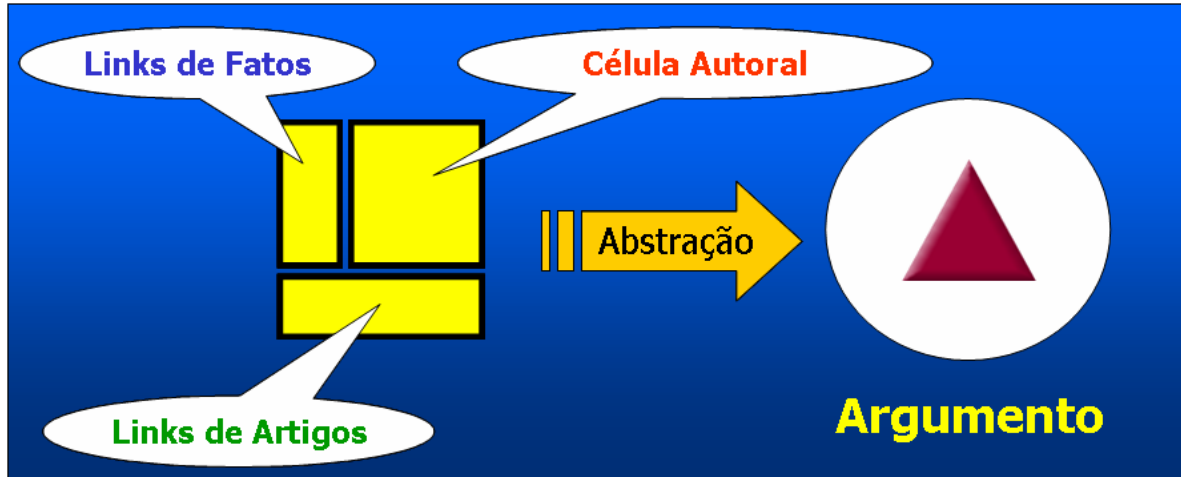 Links de Fatos
Célula Autoral
Abstração
Links de Artigos
Argumento